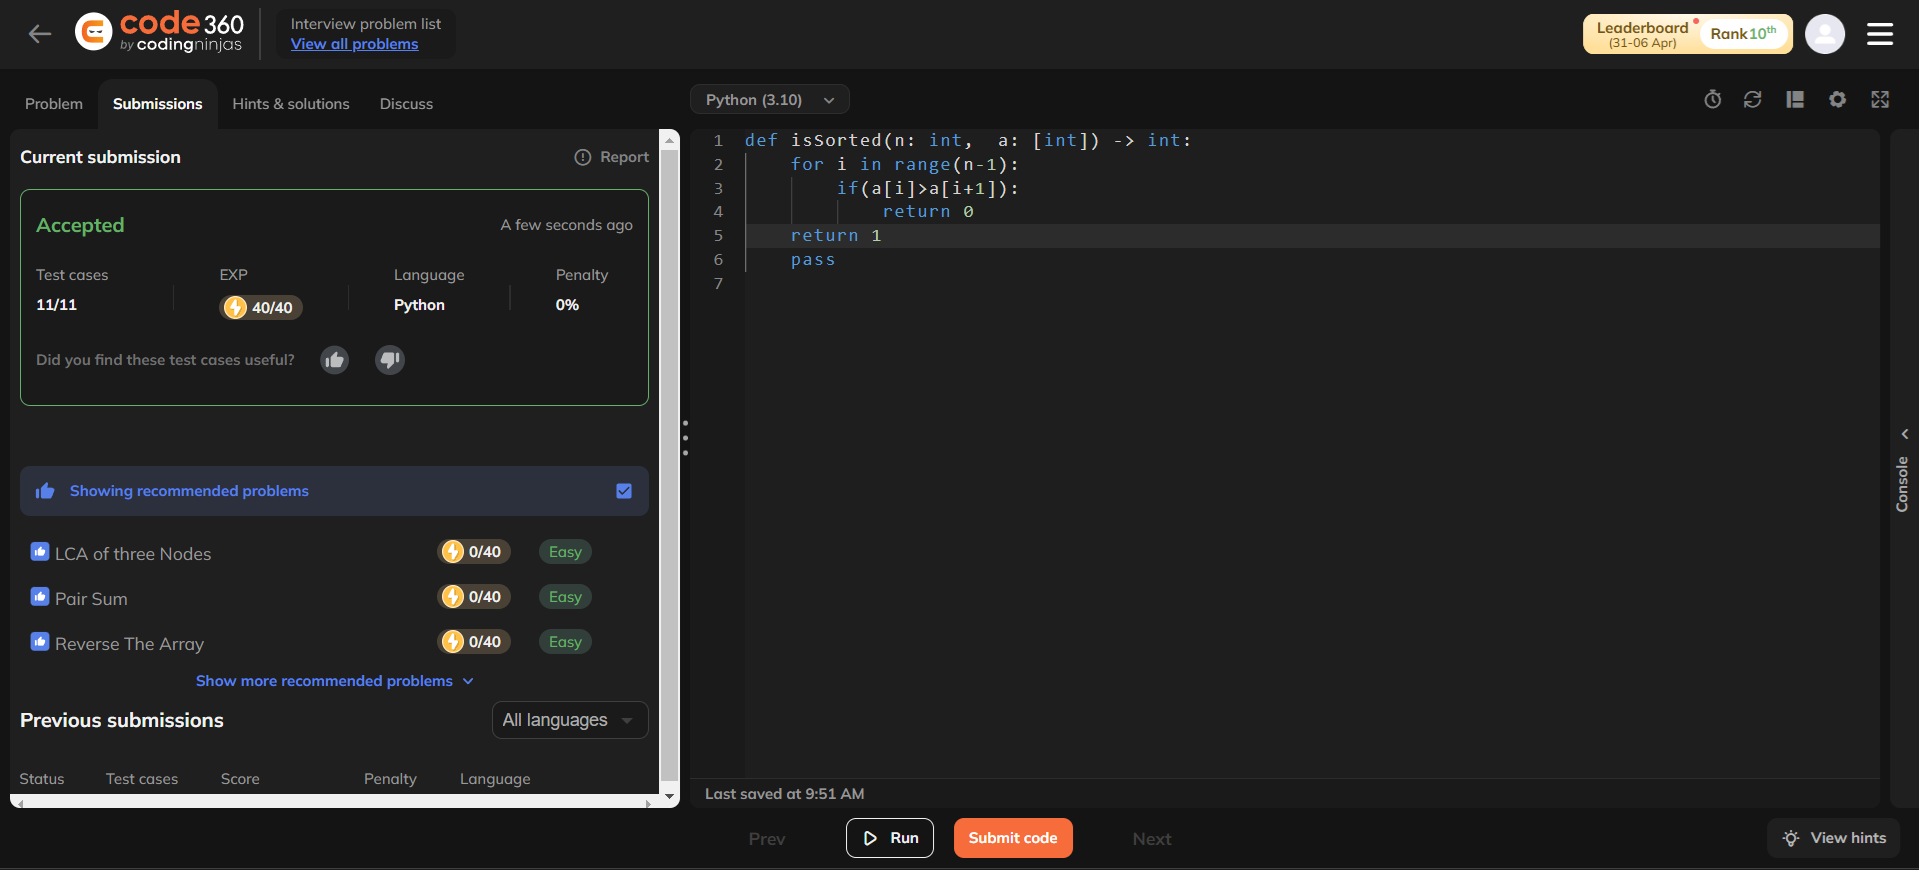 code 360
by codingninjas
Interview problem list
View all problems
Leaderboard
(31-06 Apr)
Rank 10th
Problem
Submissions
Hints & solutions
Discuss
Python (3.10)
Current submission
Report
Accepted
A few seconds ago
Test cases
EXP
Language
Penalty
11/11
40/40
Python
0%
Did you find these test cases useful?
Showing recommended problems
LCA of three Nodes
0/40
Easy
Pair Sum
0/40
Easy
Reverse The Array
0/40
Easy
Show more recommended problems
Previous submissions
All languages
Status
Test cases
Score
Penalty
Language
1 def isSorted(n: int,  a: [int]) -> int:
2     for i in range(n-1):
3         if(a[i]>a[i+1]):
4             return 0
5     return 1
6     pass
7
Last saved at 9:51 AM
Console
Prev
Run
Submit code
Next
View hints